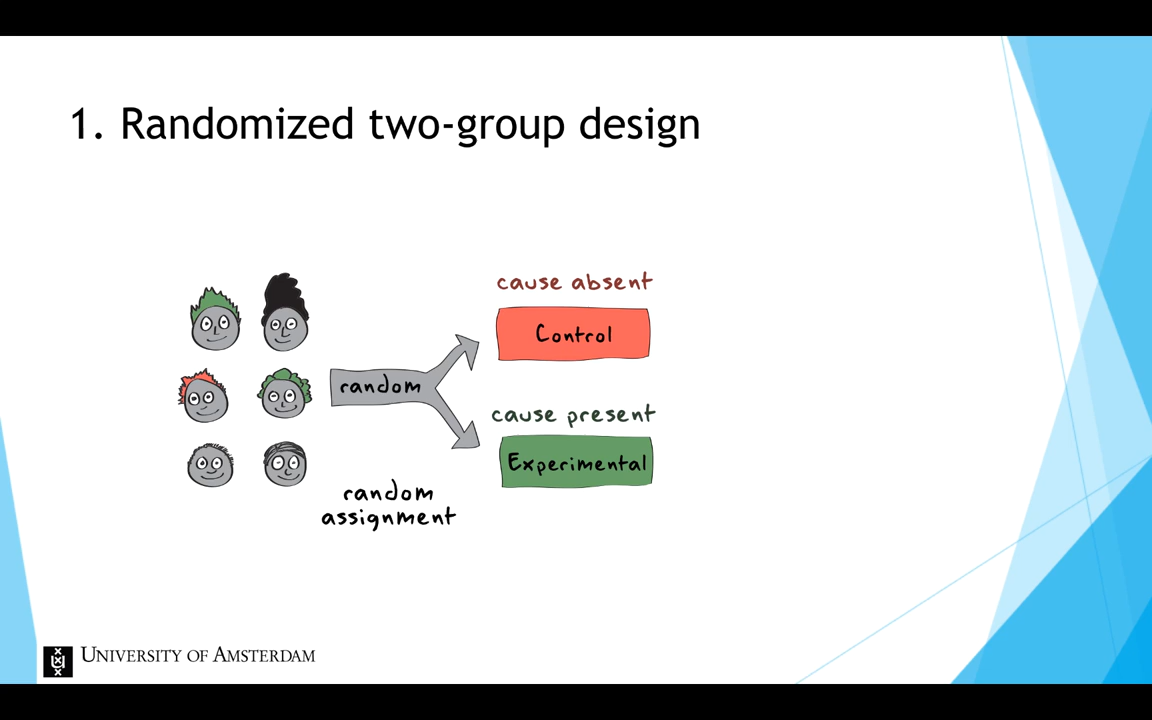 1. Randomized two-group design
cause absent
Control
random
cause present
Experimental
random
assignment
UNIVERSITY OF AMSTERDAM